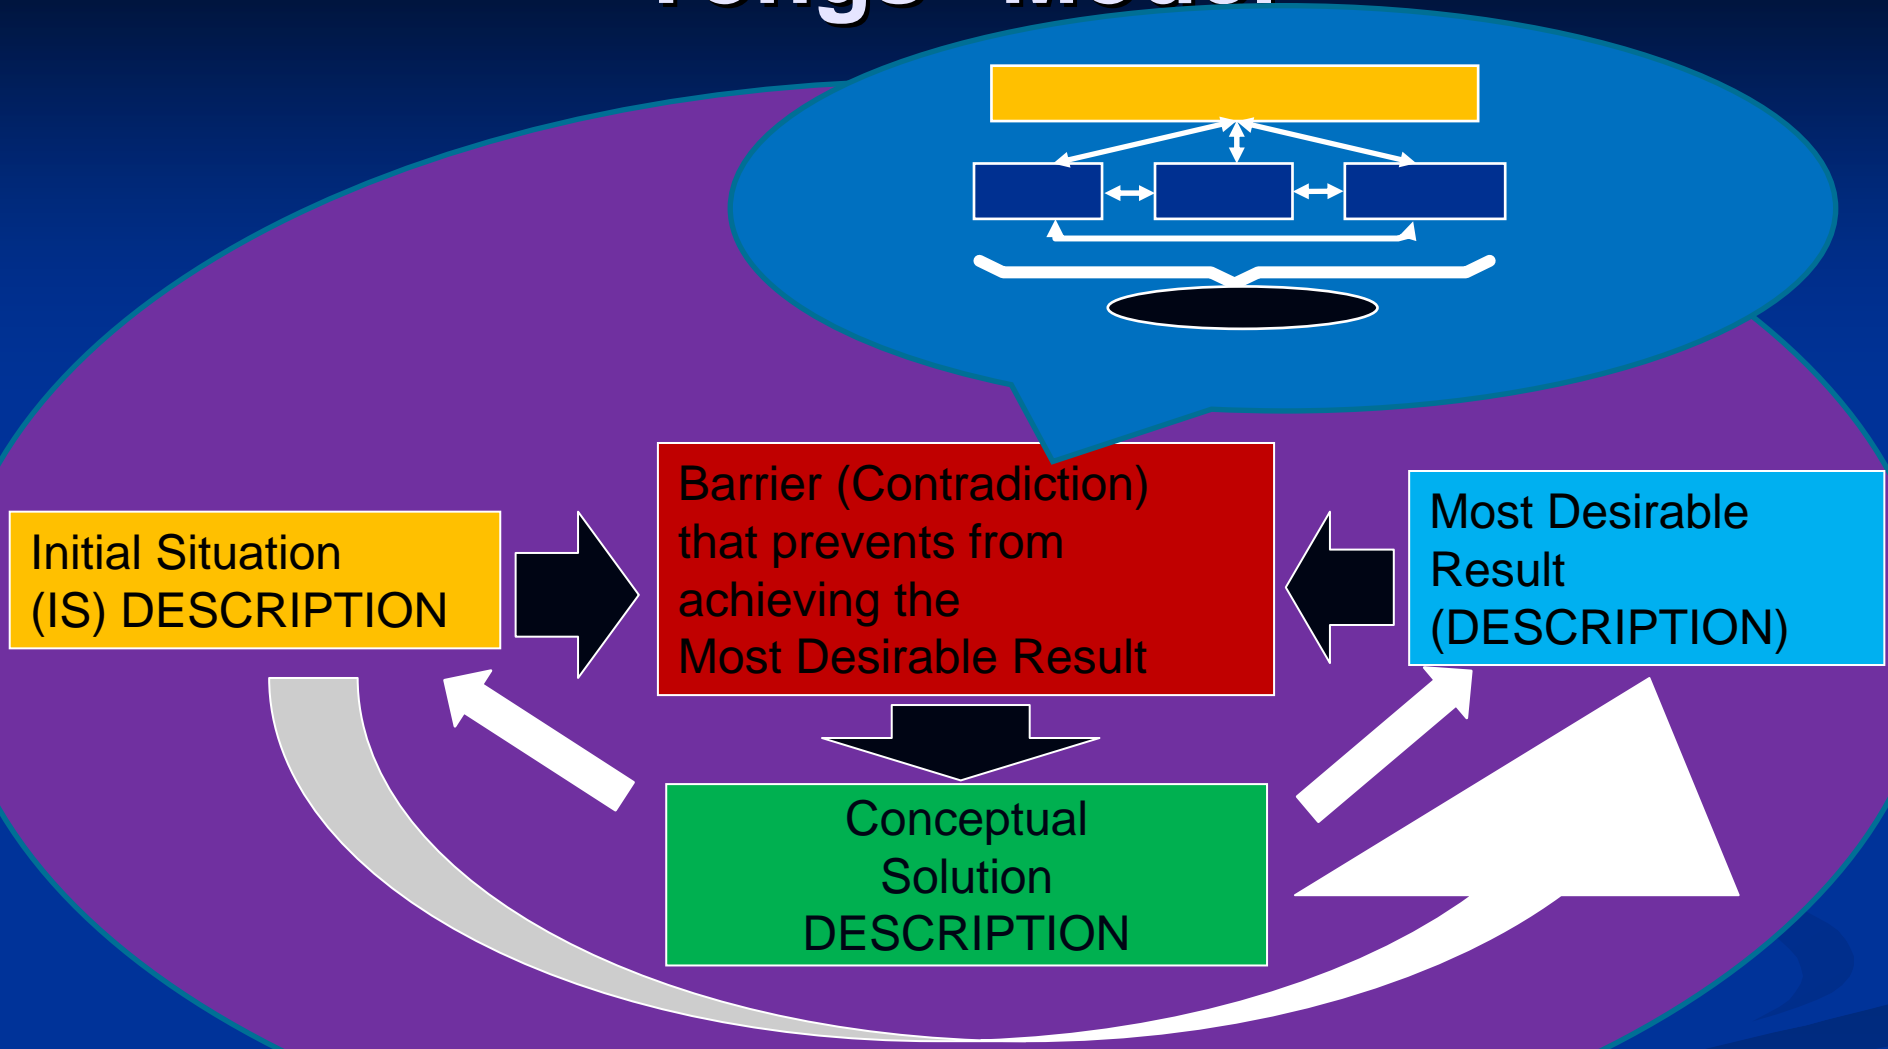 Model
Barrier (Contradiction)
that prevents from
achieving the
Most Desirable Result
Initial Situation
(IS) DESCRIPTION
Most Desirable
Result
(DESCRIPTION)
Conceptual
Solution
DESCRIPTION